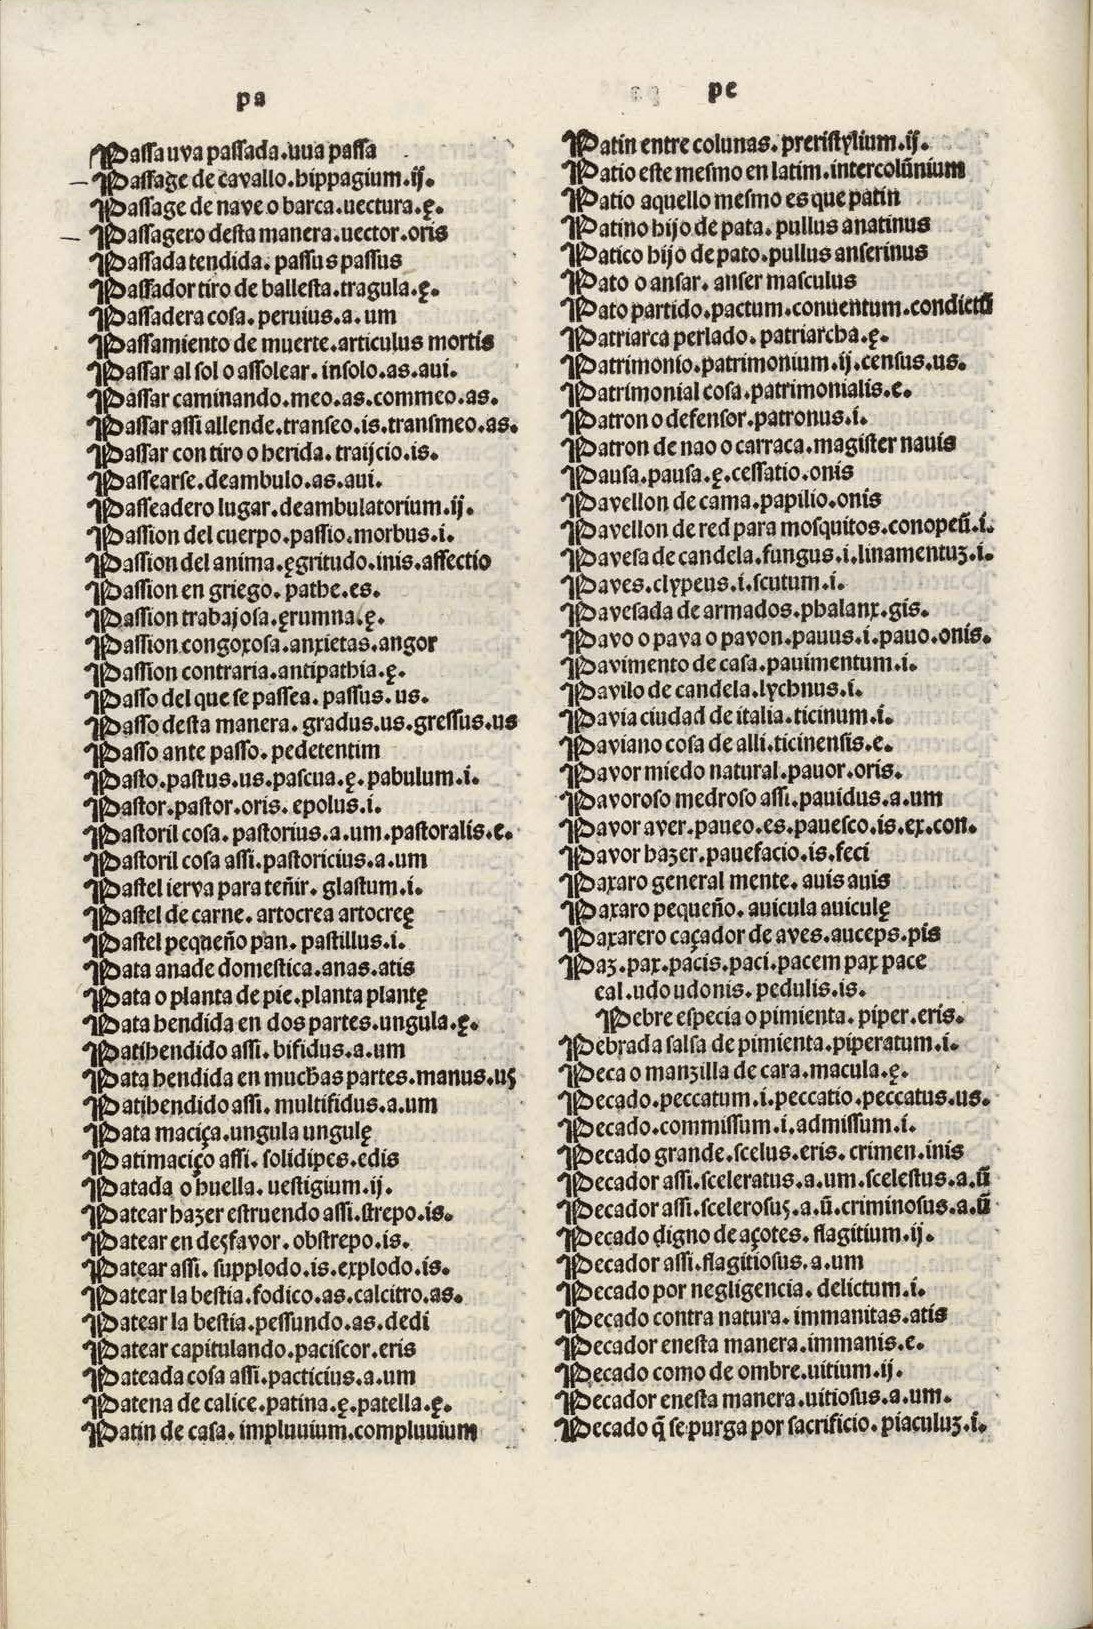 pa
¶Passa uva passada.uua passa
¶Passage de cavallo.hippagium.ij.
¶Passage de nave o barca.uectura.ę.
¶Passagero desta manera.uector.oris
¶Passada tendida.passus passus
¶Passador tiro de ballesta.tragula.ę.
¶Passadera cosa.peruius.a.um
¶Passamiento de muerte.articulus mortis
¶Passar al sol o assolear.insolo.as.aui.
¶Passar caminando.meo.as.commeo.as.
¶Passar assi allende.transeo.is.transmeo.as.
¶Passar con tiro o herida.traijcio.is.
¶Passearse.deambulo.as.aui.
¶Passeadero lugar.deambulatorium.ij.
¶Passion del cuerpo.passio.morbus.i.
¶Passion del anima.ęgritudo.inis.affectio
¶Passion en griego.pathe.es.
¶Passion trabajosa.ęrumna.ę.
¶Passion congoxosa.anxietas.angor
¶Passion contraria.antipathia.ę.
¶Passo del que se passea.passus.us.
¶Passo desta manera.gradus.us.gressus.us
¶Passo ante passo.pedetentim
¶Pasto.pastus.us.pascua.ę.pabulum.i.
¶Pastor.pastor.oris.epolus.i.
¶Pastoril cosa.pastorius.a.um.pastoralis.e.
¶Pastoril cosa assi.pastoricius.a.um
¶Pastel ierva para teñir.glastum.i.
¶Pastel de carne.artocrea artocreę
¶Pastel pequeño pan.pastillus.i.
¶Pata anade domestica.anas.atis
¶Pata o planta de pie.planta plantę
¶Pata hendida en dos partes.ungula.ę.
¶Patihendido assi.bifidus.a.um
¶Pata hendida en muchas partes.manus.us
¶Patihendido assi.multifidus.a.um
¶Pata maciça.ungula ungulę
¶Patimaciço assi.solidipes.edis
¶Patada o huella.uestigium.ij.
¶Patear hazer estruendo assi.strepo.is.
¶Patear en desfavor.obstrepo.is.
¶Patear assi.supplodo.is.explodo.is.
¶Patear la bestia.fodico.as.calcitro.as.
¶Patear la bestia.pessundo.as.dedi
¶Patear capitulando.paciscor.eris
¶Pateada cosa assi.pacticius.a.um
¶Patena de calice.patina.ę.patella.ę.
¶Patin de casa.impluuium.compluuium
pe
¶Patin entre colunas.preristylium.ij.
¶Patio este mesmo en latim.intercolūnium
¶Patio aquello mesmo es que patin
¶Patino hijo de pata.pullus anatinus
¶Patico hijo de pato.pullus anserinus
¶Pato o ansar.anser masculus
¶Pato partido.pactum.conuentum.condictū
¶Patriarca perlado.patriarcha.ę.
¶Patrimonio.patrimonium.ij.census.us.
¶Patrimonial cosa.patrimonialis.e.
¶Patron o defensor.patronus.i.
¶Patron de nao o carraca.magister nauis
¶Pausa.pausa.ę.cessatio.onis
¶Pavellon de cama.papilio.onis
¶Pavellon de red para mosquitos.conopeū.i.
¶Pavesa de candela.fungus.i.linamentuz.i.
¶Paves.clypeus.i.scutum.i.
¶Pavesada de armados.phalanx.gis.
¶Pavo o pava o pavon.pauus.i.pauo.onis.
¶Pavimento de casa.pauimentum.i.
¶Pavilo de candela.lychnus.i.
¶Pavia ciudad de italia.ticinum.i.
¶Paviano cosa de alli.ticinensis.e.
¶Pavor miedo natural.pauor.oris.
¶Pavoroso medroso assi.pauidus.a.um
¶Pavor aver.paueo.es.pauesco.is.ex.con.
¶Pavor hazer.pauefacio.is.feci
¶Paxaro general mente.auis auis
¶Paxaro pequeño.auicula auiculę
¶Paxarero caçador de aves.auceps.pis
¶Paz.pax.pacis.paci.pacem pax pace
eal.udo udonis.pedulis.is.
¶Pebre especia o pimienta.piper.eris.
¶Pebrada salsa de pimienta.piperatum.i.
¶Peca o manzilla de cara.macula.ę.
¶Pecado.peccatum.i.peccatio.peccatus.us.
¶Pecado.commissum.i.admissum.i.
¶Pecado grande.scelus.eris.crimen.inis
¶Pecador assi.sceleratus.a.um.scelestus.a.ū
¶Pecador assi.scelerosus.a.ū.criminosus.a.ū
¶Pecado digno de açotes.flagitium.ij.
¶Pecador assi.flagitiosus.a.um
¶Pecado por negligencia.delictum.i.
¶Pecado contra natura.immanitas.atis
¶Pecador enesta manera.immanis.e.
¶Pecado como de ombre.uitium.ij.
¶Pecador enesta manera.uitiosus.a.um.
¶Pecado q̄ se purga por sacrificio.piaculuz.i.